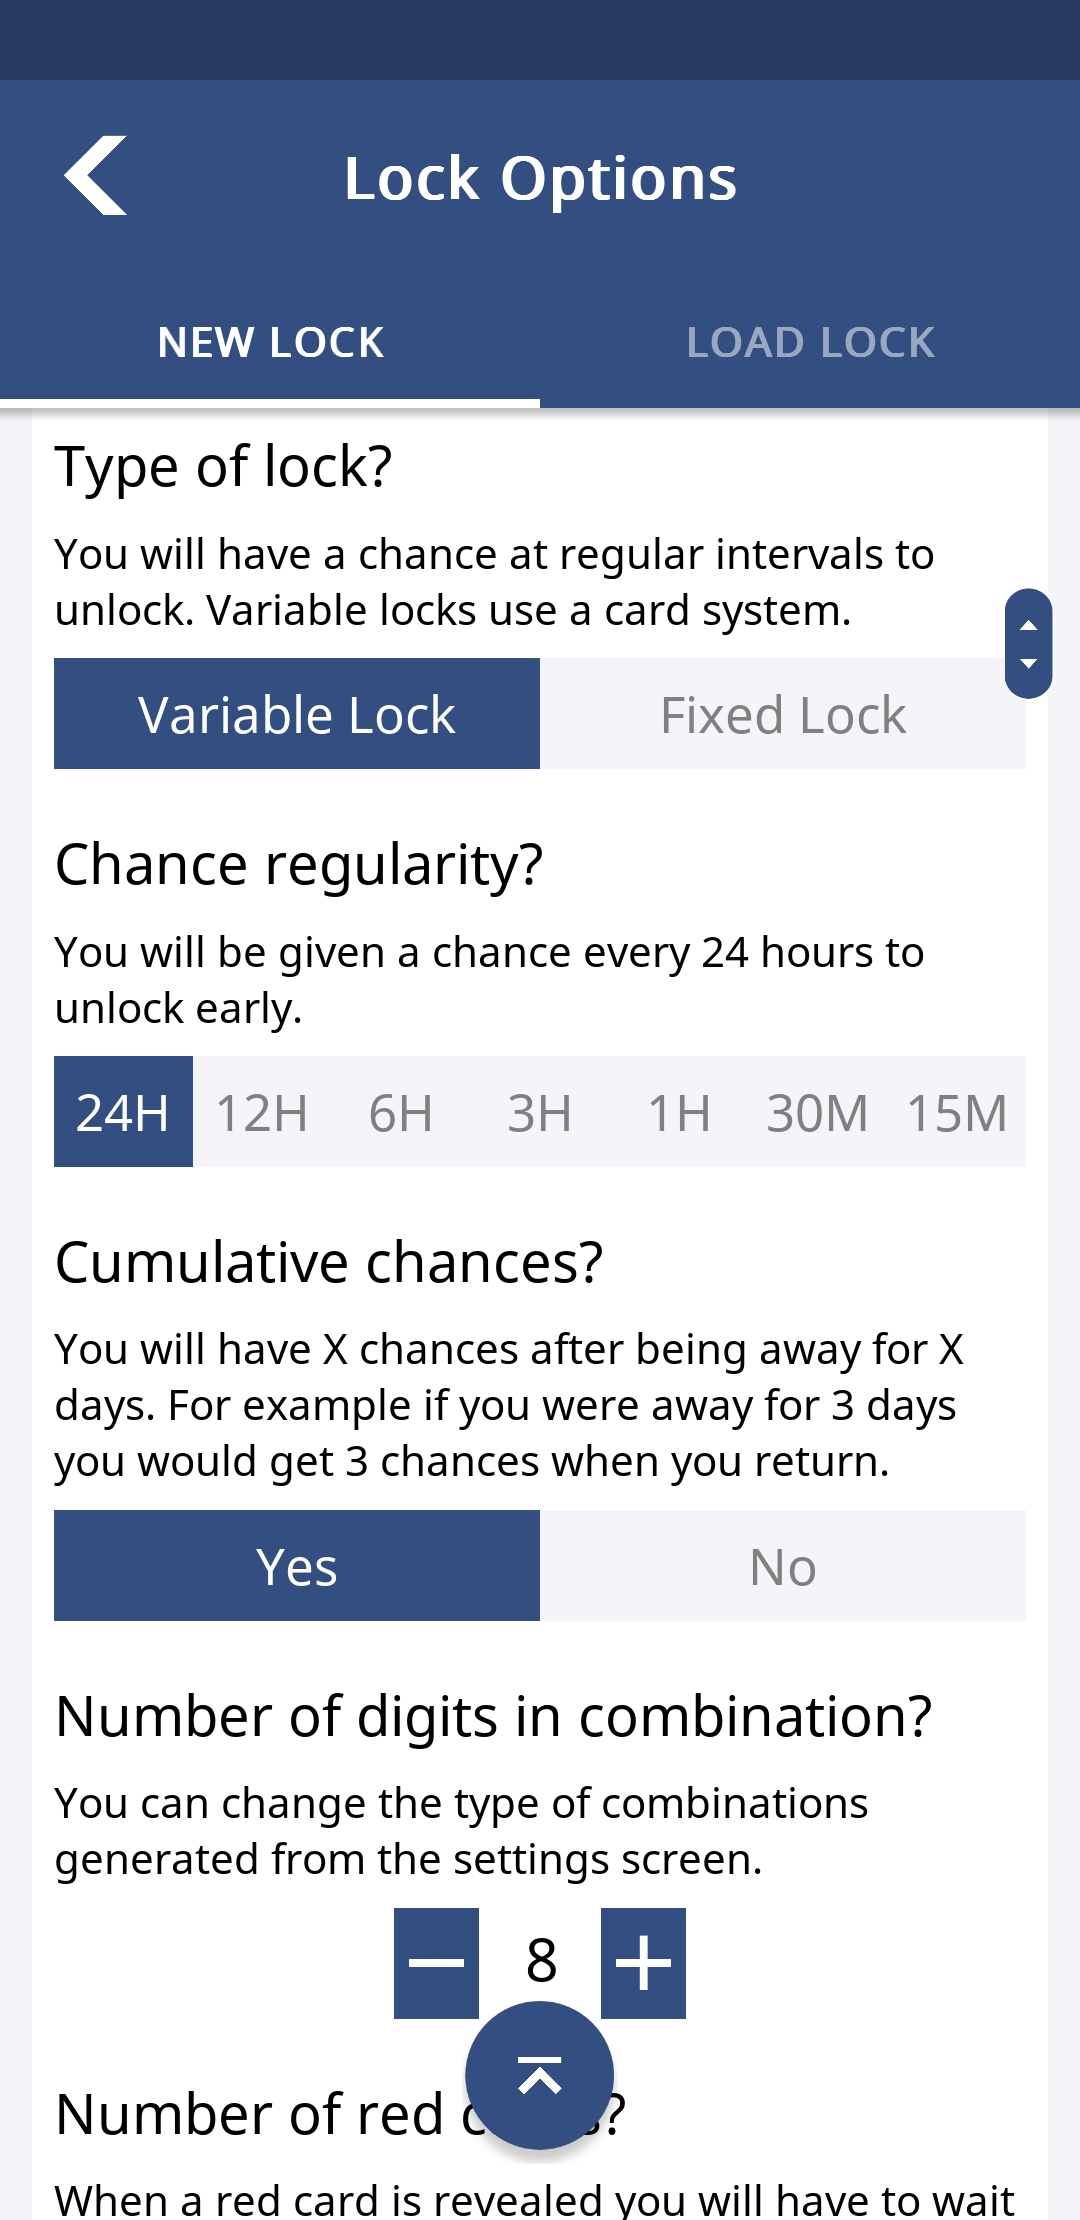 Lock Options
NEW LOCK
LOAD LOCK
Type of lock?
You will have a chance at regular intervals to
unlock. Variable locks use a card system.
Variable Lock
Fixed Lock
Chance regularity?
You will be given a chance every 24 hours to
unlock early.
24H 12H 6H 3H 1H 30M 15M
Cumulative chances?
You will have X chances after being away for X
days. For example if you were away for 3 days
you would get 3 chances when you return.
Yes
No
Number of digits in combination?
You can change the type of combinations
generated from the settings screen.
8
Number of red
When a red card is revealed you will have to wait